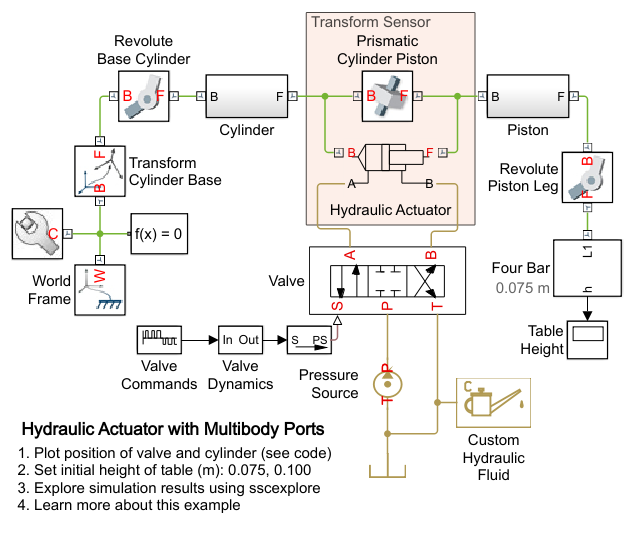 Transform Sensor
Revolute
Base Cylinder
Prismatic
Cylinder Piston
B
F
B
F
B
F
B
F
Cylinder
Piston
F
B
Transform
Cylinder Base
B
F
A
B
Hydraulic Actuator
Revolute
Piston Leg
B
F
C
f(x) = 0
W
World
Frame
Valve
A
B
S
P
T
Four Bar
0.075 m
L1
h
In Out
S PS
Valve
Commands
Valve
Dynamics
Pressure
Source
P
T
Table
Height
C
Custom
Hydraulic
Fluid
Hydraulic Actuator with Multibody Ports
1. Plot position of valve and cylinder (see code)
2. Set initial height of table (m): 0.075, 0.100
3. Explore simulation results using sscexplore
4. Learn more about this example